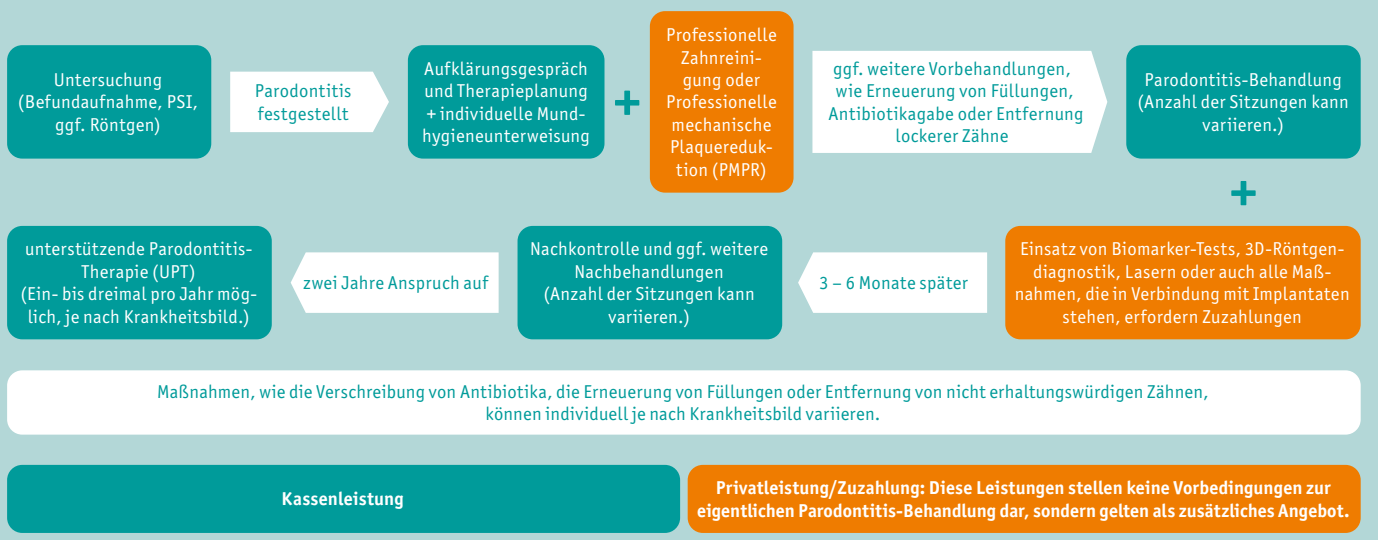 Untersuchung
(Befundaufnahme, PSI,
ggf. Röntgen)
Parodontitis
festgestellt
Aufklärungsgespräch
und Therapieplanung
+ individuelle Mund-
hygieneunterweisung
+
Professionelle
Zahnreini-
gung oder
Professionelle
mechanische
Plaquereduk-
tion (PMPR)
ggf. weitere Vorbehandlungen,
wie Erneuerung von Füllungen,
Antibiotikagabe oder Entfernung
lockerer Zähne
Parodontitis-Behandlung
(Anzahl der Sitzungen kann
variieren.)
+
Einsatz von Biomarker-Tests, 3D-Röntgen-
diagnostik, Lasern oder auch alle Maß-
nahmen, die in Verbindung mit Implantaten
stehen, erfordern Zuzahlungen
3 – 6 Monate später
Nachkontrolle und ggf. weitere
Nachbehandlungen
(Anzahl der Sitzungen kann
variieren.)
zwei Jahre Anspruch auf
unterstützende Parodontitis-
Therapie (UPT)
(Ein- bis dreimal pro Jahr mög-
lich, je nach Krankheitsbild.)
Maßnahmen, wie die Verschreibung von Antibiotika, die Erneuerung von Füllungen oder Entfernung von nicht erhaltungswürdigen Zähnen,
können individuell je nach Krankheitsbild variieren.
Kassenleistung
Privatleistung/Zuzahlung: Diese Leistungen stellen keine Vorbedingungen zur
eigentlichen Parodontitis-Behandlung dar, sondern gelten als zusätzliches Angebot.